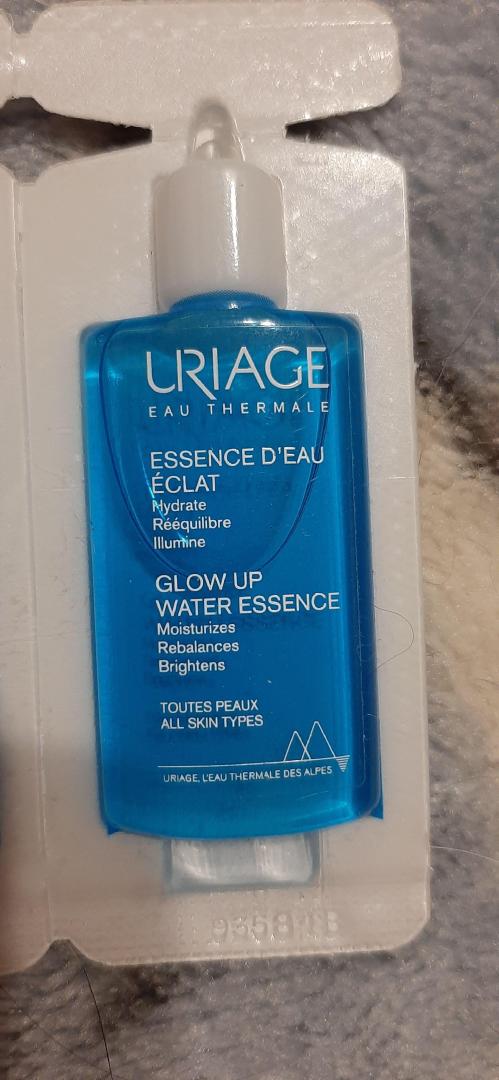 URIAGE
EAU THERMALE
ESSENCE D'EAU
ÉCLAT
Hydrate
Rééquilibre
Illumine
GLOW UP
WATER ESSENCE
Moisturizes
Rebalances
Brightens
TOUTES PEAUX
ALL SKIN TYPES
URIAGE, L'EAU THERMALE DES ALPES